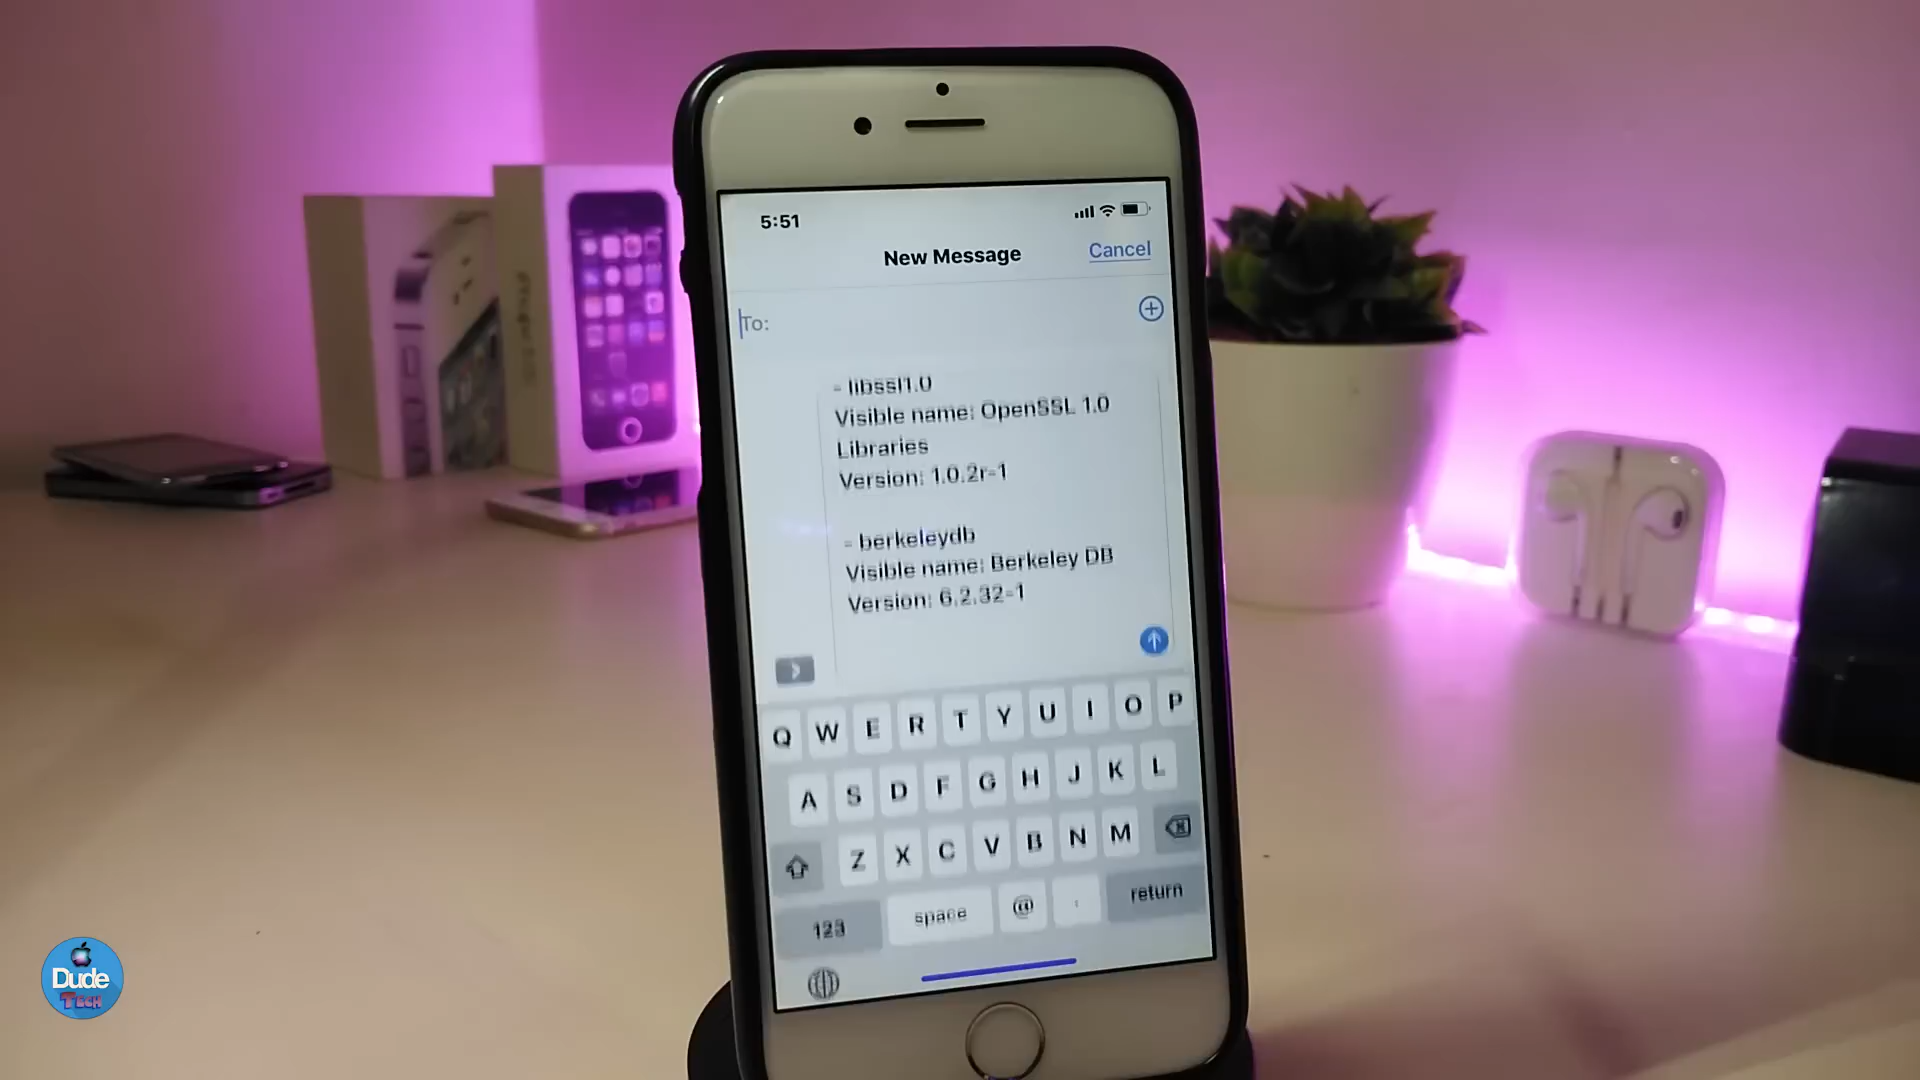 5:51
New Message
Cancel
To:
- libssl1.0
Visible name: OpenSSL 1.0
Libraries
Version: 1.0.2r-1
- berkeleydb
Visible name: Berkeley DB
Version: 6.2.32-1
Q W E R T Y U I O P
A S D F G H J K L
Z X C V B N M
123 space @ . return
Dude
TECH